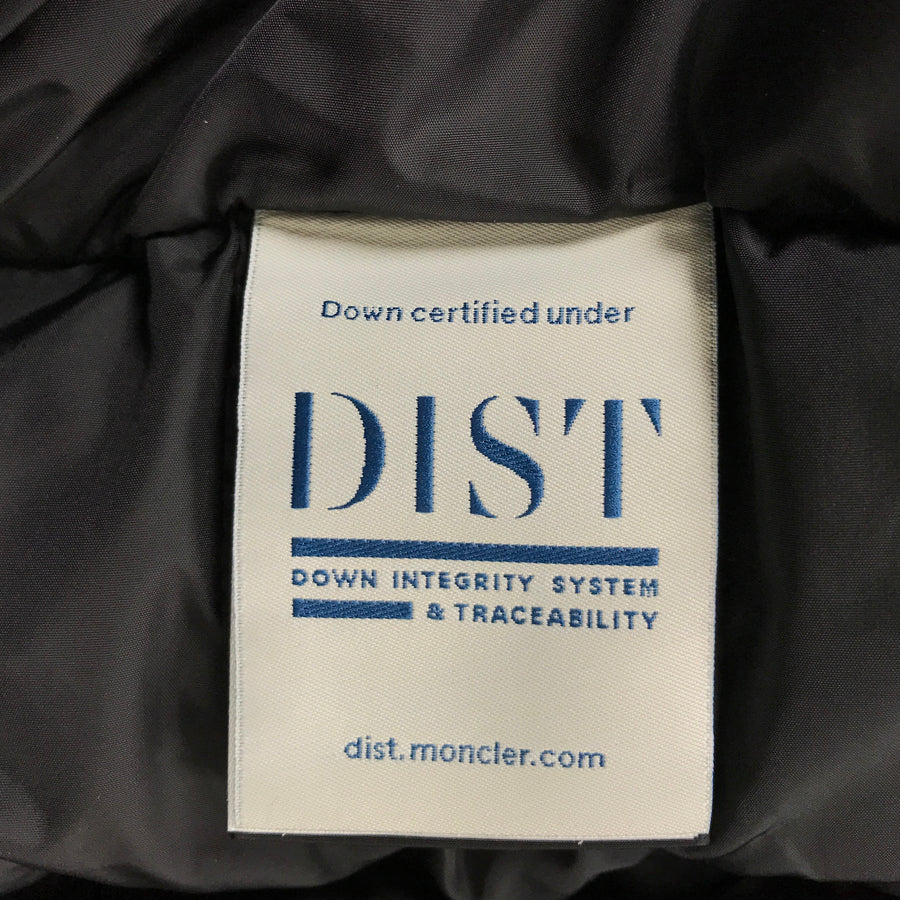 Down certified under
DIST
DOWN INTEGRITY SYSTEM
& TRACEABILITY
dist.moncler.com